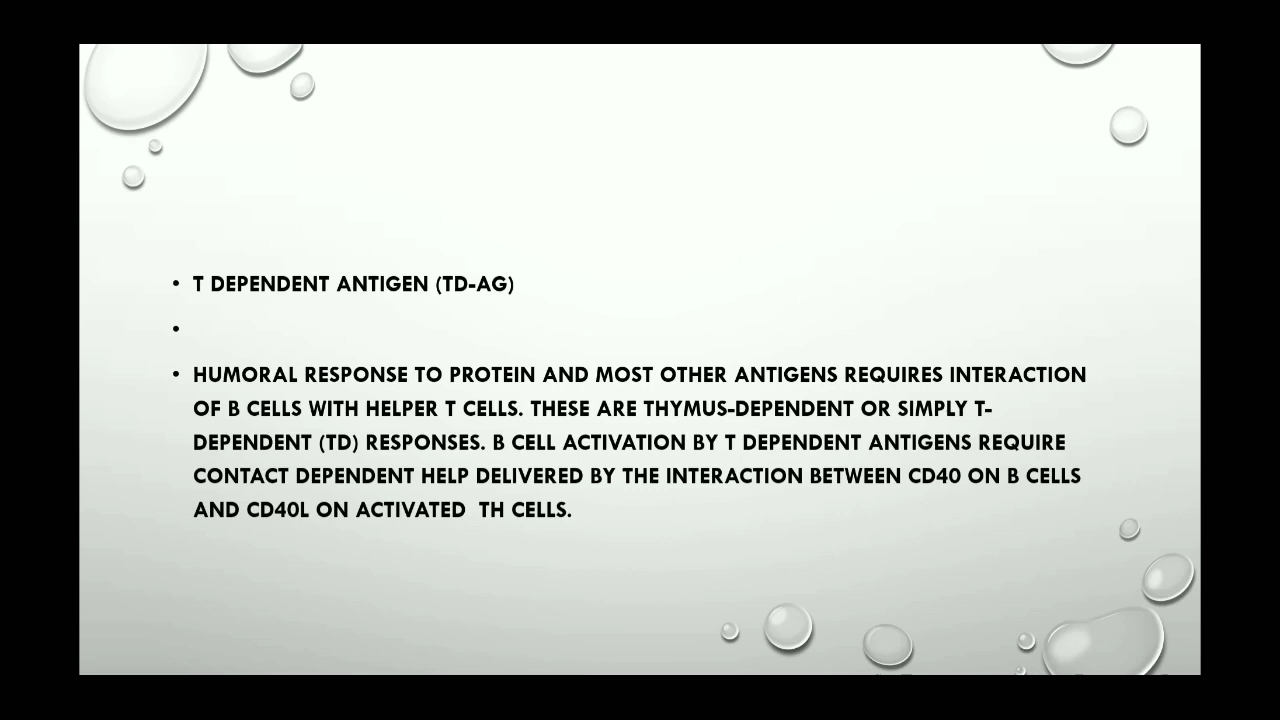 • T DEPENDENT ANTIGEN (TD-AG)
•
• HUMORAL RESPONSE TO PROTEIN AND MOST OTHER ANTIGENS REQUIRES INTERACTION
OF B CELLS WITH HELPER T CELLS. THESE ARE THYMUS-DEPENDENT OR SIMPLY T-
DEPENDENT (TD) RESPONSES. B CELL ACTIVATION BY T DEPENDENT ANTIGENS REQUIRE
CONTACT DEPENDENT HELP DELIVERED BY THE INTERACTION BETWEEN CD40 ON B CELLS
AND CD40L ON ACTIVATED  TH CELLS.